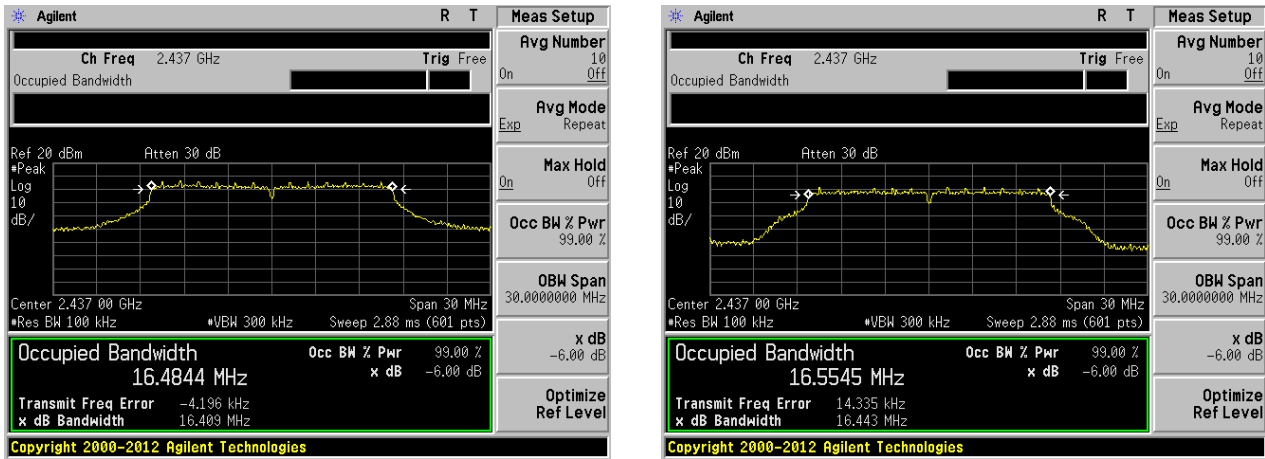 Agilent R T Meas Setup
Ch Freq 2.437 GHz Trig Free
Occupied Bandwidth
Avg Number
10
On Off
Avg Mode
Exp Repeat
Ref 20 dBm Atten 30 dB
#Peak
Log
10
dB/
Max Hold
On Off
Occ BW % Pwr
99.00 %
OBW Span
30.0000000 MHz
Center 2.437 00 GHz Span 30 MHz
#Res BW 100 kHz #VBW 300 kHz Sweep 2.88 ms (601 pts)
x dB
-6.00 dB
Optimize
Ref Level
Occupied Bandwidth Occ BW % Pwr 99.00 %
16.4844 MHz x dB -6.00 dB
Transmit Freq Error -4.196 kHz
x dB Bandwidth 16.409 MHz
Copyright 2000-2012 Agilent Technologies
Agilent R T Meas Setup
Ch Freq 2.437 GHz Trig Free
Occupied Bandwidth
Avg Number
10
On Off
Avg Mode
Exp Repeat
Ref 20 dBm Atten 30 dB
#Peak
Log
10
dB/
Max Hold
On Off
Occ BW % Pwr
99.00 %
OBW Span
30.0000000 MHz
Center 2.437 00 GHz Span 30 MHz
#Res BW 100 kHz #VBW 300 kHz Sweep 2.88 ms (601 pts)
x dB
-6.00 dB
Optimize
Ref Level
Occupied Bandwidth Occ BW % Pwr 99.00 %
16.5545 MHz x dB -6.00 dB
Transmit Freq Error 14.335 kHz
x dB Bandwidth 16.443 MHz
Copyright 2000-2012 Agilent Technologies